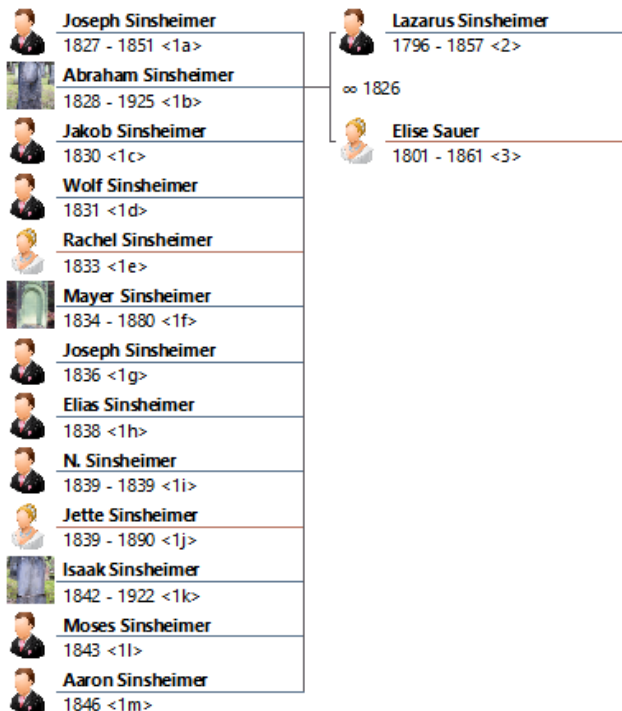 Joseph Sinsheimer
1827 - 1851 <1a>
Abraham Sinsheimer
1828 - 1925 <1b>
Jakob Sinsheimer
1830 <1c>
Wolf Sinsheimer
1831 <1d>
Rachel Sinsheimer
1833 <1e>
Mayer Sinsheimer
1834 - 1880 <1f>
Joseph Sinsheimer
1836 <1g>
Elias Sinsheimer
1838 <1h>
N. Sinsheimer
1839 - 1839 <1i>
Jette Sinsheimer
1839 - 1890 <1j>
Isaak Sinsheimer
1842 - 1922 <1k>
Moses Sinsheimer
1843 <1l>
Aaron Sinsheimer
1846 <1m>
Lazarus Sinsheimer
1796 - 1857 <2>
∞ 1826
Elise Sauer
1801 - 1861 <3>